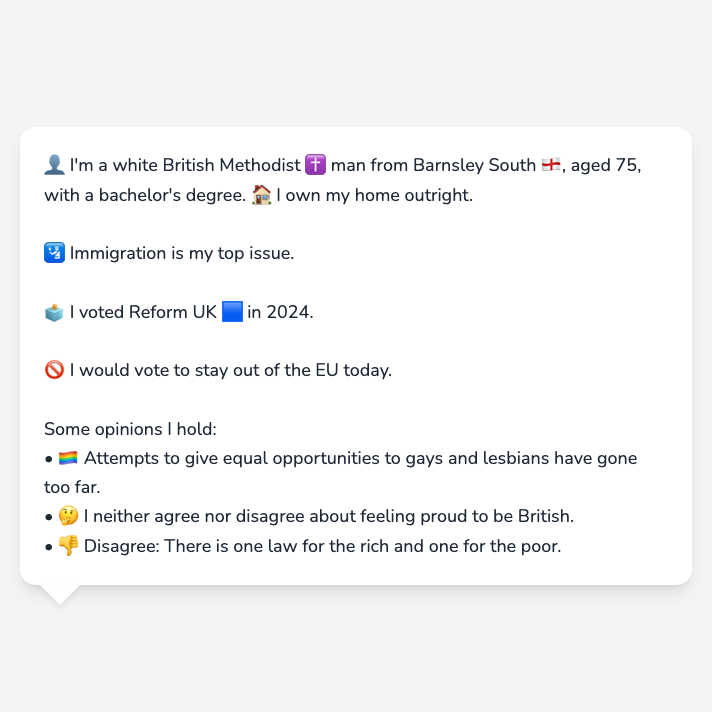 👤 I'm a white British Methodist ✝️ man from Barnsley South 🏴󠁧󠁢󠁥󠁮󠁧󠁿, aged 75,
with a bachelor's degree. 🏠 I own my home outright.
🛂 Immigration is my top issue.
🗳️ I voted Reform UK 🟦 in 2024.
🚫 I would vote to stay out of the EU today.
Some opinions I hold:
• 🏳️‍🌈 Attempts to give equal opportunities to gays and lesbians have gone
too far.
• 🤔 I neither agree nor disagree about feeling proud to be British.
• 👎 Disagree: There is one law for the rich and one for the poor.